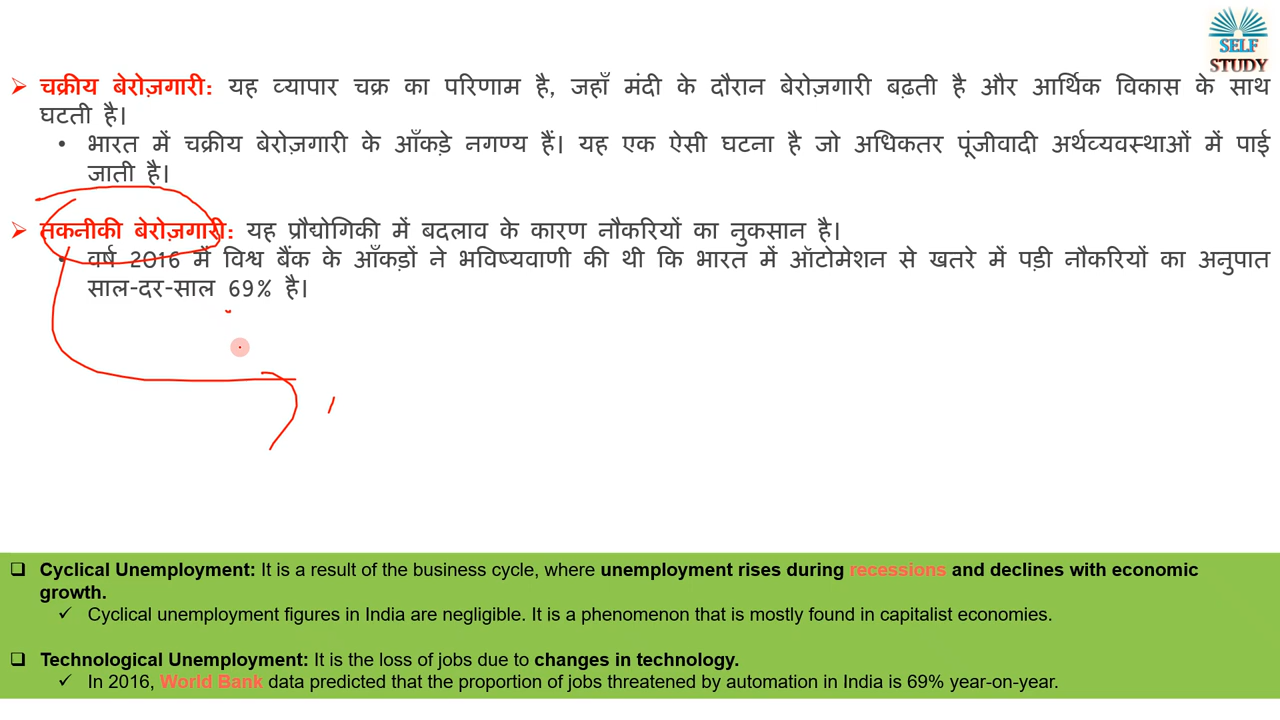 SELF
STUDY
चक्रीय बेरोज़गारी: यह व्यापार चक्र का परिणाम है, जहाँ मंदी के दौरान बेरोज़गारी बढ़ती है और आर्थिक विकास के साथ
घटती है।
भारत में चक्रीय बेरोज़गारी के आँकड़े नगण्य हैं। यह एक ऐसी घटना है जो अधिकतर पूंजीवादी अर्थव्यवस्थाओं में पाई
जाती है।
तकनीकी बेरोज़गारी: यह प्रौद्योगिकी में बदलाव के कारण नौकरियों का नुकसान है।
वर्ष 2016 में विश्व बैंक के आँकड़ों ने भविष्यवाणी की थी कि भारत में ऑटोमेशन से खतरे में पड़ी नौकरियों का अनुपात
साल-दर-साल 69% है।
Cyclical Unemployment: It is a result of the business cycle, where unemployment rises during recessions and declines with economic
growth.
Cyclical unemployment figures in India are negligible. It is a phenomenon that is mostly found in capitalist economies.
Technological Unemployment: It is the loss of jobs due to changes in technology.
In 2016, World Bank data predicted that the proportion of jobs threatened by automation in India is 69% year-on-year.